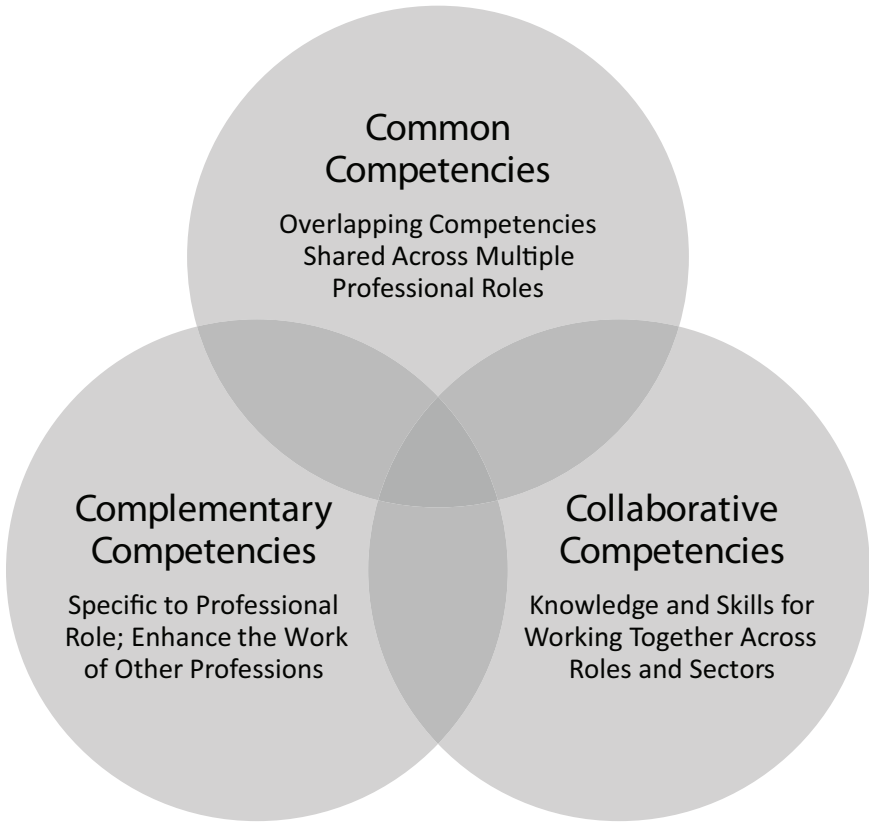 Common
Competencies
Overlapping Competencies
Shared Across Multiple
Professional Roles
Complementary
Competencies
Specific to Professional
Role; Enhance the Work
of Other Professions
Collaborative
Competencies
Knowledge and Skills for
Working Together Across
Roles and Sectors